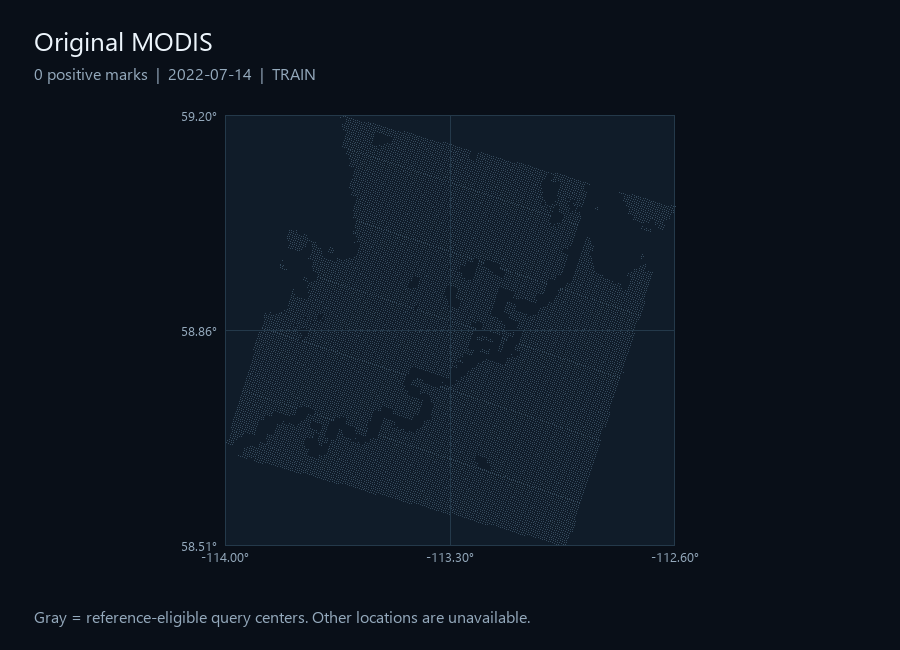 Original MODIS
0 positive marks | 2022-07-14 | TRAIN
59.20°
58.86°
58.51°
-114.00°
-113.30°
-112.60°
Gray = reference-eligible query centers. Other locations are unavailable.